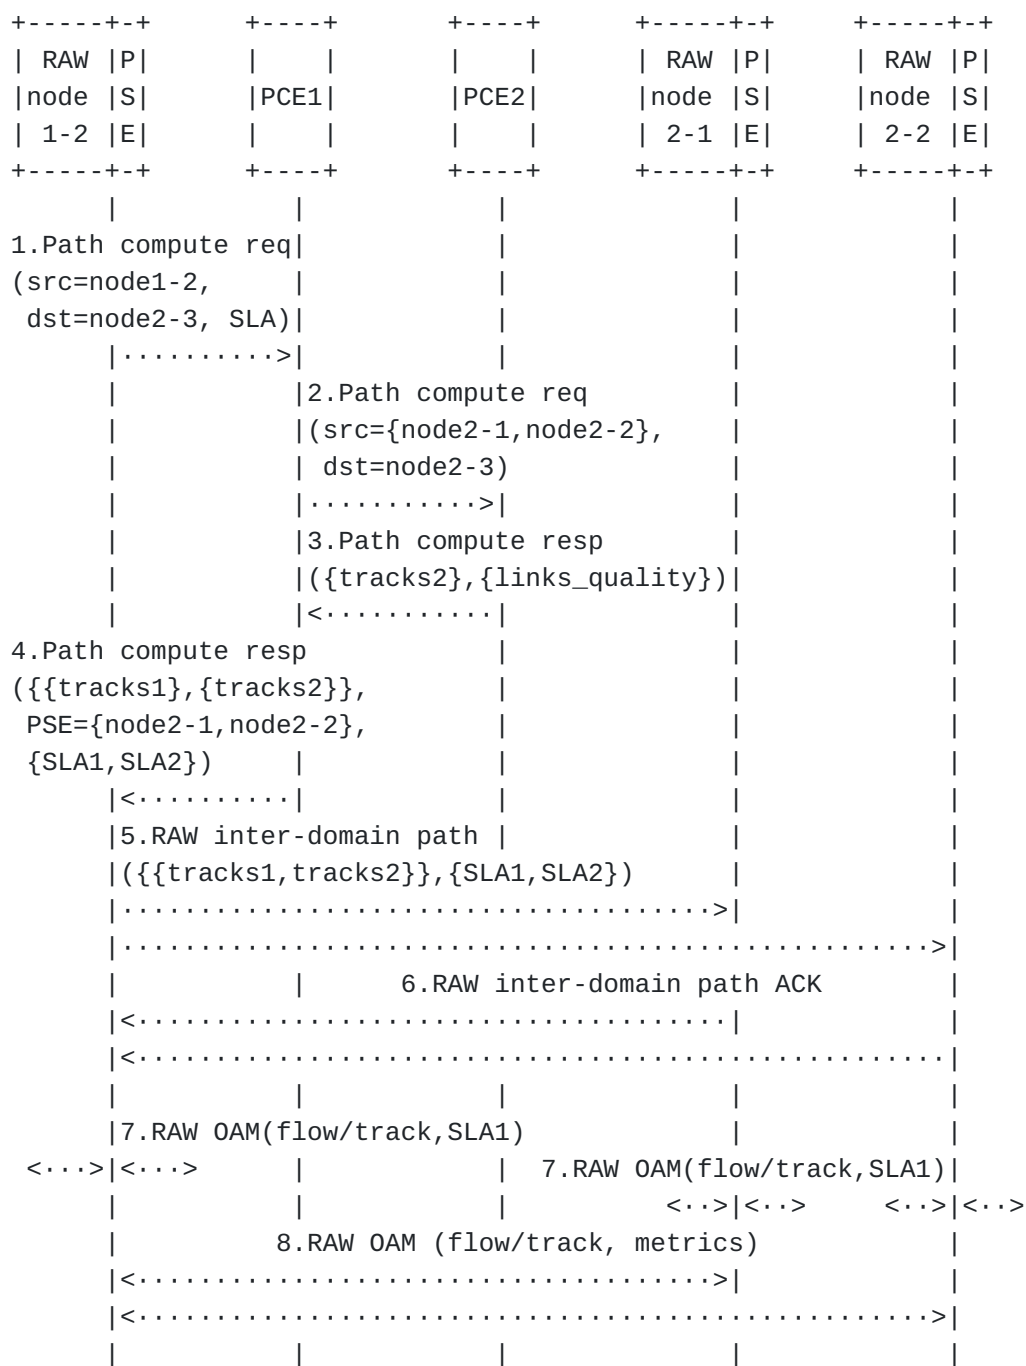 +-----+-+      +----+       +----+      +-----+-+     +-----+-+
| RAW |P|      |    |       |    |      | RAW |P|     | RAW |P|
|node |S|      |PCE1|       |PCE2|      |node |S|     |node |S|
| 1-2 |E|      |    |       |    |      | 2-1 |E|     | 2-2 |E|
+-----+-+      +----+       +----+      +-----+-+     +-----+-+
      |           |            |              |             |
1.Path compute req|            |              |             |
(src=node1-2,     |            |              |             |
 dst=node2-3, SLA)|            |              |             |
      |··········>|            |              |             |
      |           |2.Path compute req         |             |
      |           |(src={node2-1,node2-2},    |             |
      |           | dst=node2-3)              |             |
      |           |···········>|              |             |
      |           |3.Path compute resp        |             |
      |           |({tracks2},{links_quality})|             |
      |           |<···········|              |             |
4.Path compute resp            |              |             |
({{tracks1},{tracks2}},        |              |             |
 PSE={node2-1,node2-2},        |              |             |
 {SLA1,SLA2})     |            |              |             |
      |<··········|            |              |             |
      |5.RAW inter-domain path |              |             |
      |({{tracks1,tracks2}},{SLA1,SLA2})      |             |
      |······································>|             |
      |····················································>|
      |           |      6.RAW inter-domain path ACK        |
      |<······································|             |
      |<····················································|
      |           |            |              |             |
      |7.RAW OAM(flow/track,SLA1)             |             |
 <···>|<···>      |            |  7.RAW OAM(flow/track,SLA1)|
      |           |            |          <··>|<··>     <··>|<··>
      |          8.RAW OAM (flow/track, metrics)            |
      |<·····································>|             |
      |<···················································>|
      |           |            |              |             |